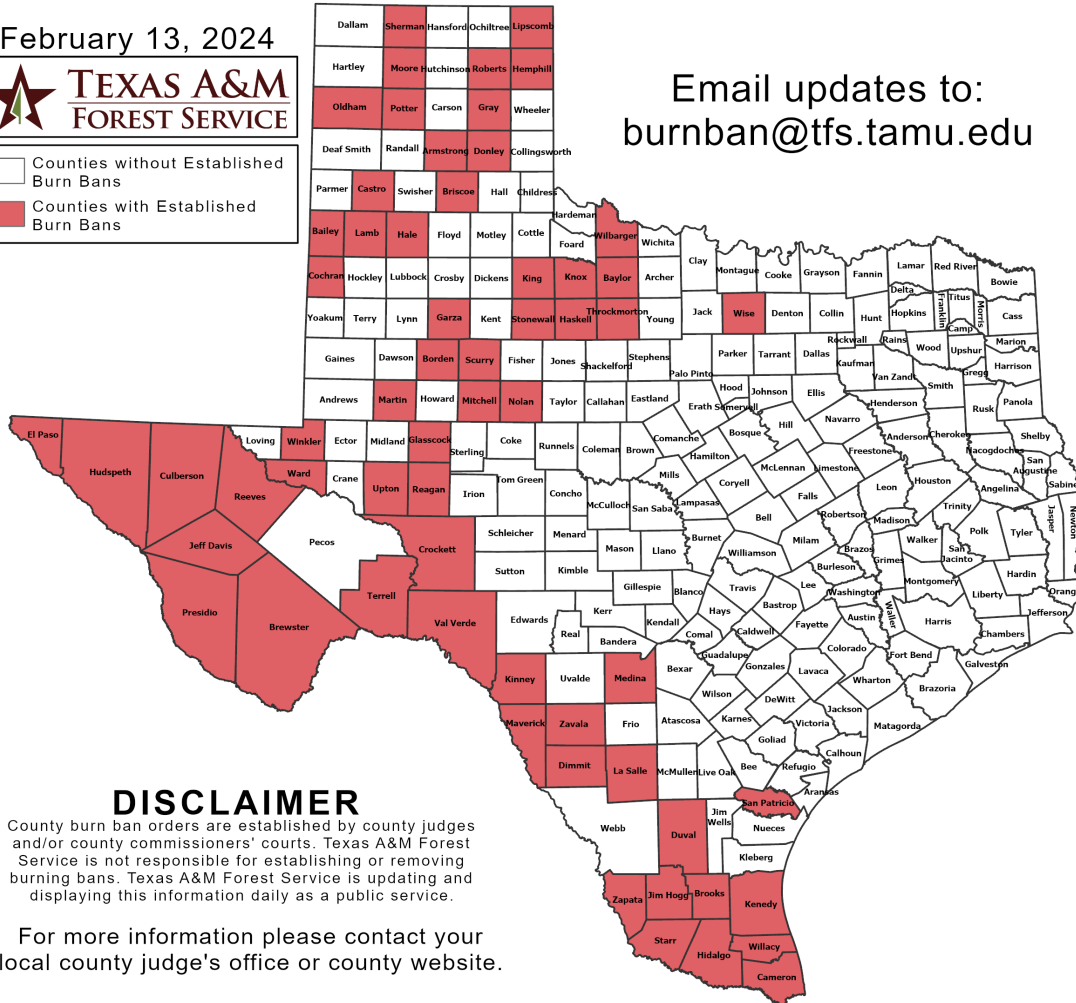 February 13, 2024
TEXAS A&M
FOREST SERVICE
Counties without Established
Burn Bans
Counties with Established
Burn Bans
Email updates to:
burnban@tfs.tamu.edu
Dallam Sherman Hansford Ochiltree Lipscomb
Hartley Moore Hutchinson Roberts Hemphill
Oldham Potter Carson Gray Wheeler
Deaf Smith Randall Armstrong Donley Collingsworth
Parmer Castro Swisher Briscoe Hall Childress
Hardeman
Bailey Lamb Hale Floyd Motley Cottle Foard Wilbarger Wichita
Clay Montague Cooke Grayson Fannin Lamar Red River Bowie
Cochran Hockley Lubbock Crosby Dickens King Knox Baylor Archer
Delta Franklin Titus Morris Cass
Yoakum Terry Lynn Garza Kent Stonewall Haskell Throckmorton Young Jack Wise Denton Collin Hunt Hopkins Camp
Rockwall Rains Wood Upshur Marion
Gaines Dawson Borden Scurry Fisher Jones Shackelford Stephens Palo Pinto Parker Tarrant Dallas Kaufman Van Zandt Gregg Harrison
Andrews Martin Howard Mitchell Nolan Taylor Callahan Eastland Erath Hood Somervell Johnson Ellis Henderson Smith Rusk Panola
El Paso Hudspeth Culberson Reeves Loving Winkler Ector Midland Glasscock Sterling Coke Runnels Coleman Brown Comanche Hamilton Bosque Hill Navarro Freestone Anderson Cherokee Nacogdoches Shelby
San
Augustine
Sabine
Ward Crane Upton Reagan Irion Tom Green Concho McCulloch San Saba Mills Lampasas Coryell McLennan Limestone Falls Leon Houston Angelina Trinity
Jeff Davis Pecos Crockett Schleicher Menard Mason Llano Burnet Bell Milam Robertson Madison Walker Polk Tyler Jasper Newton
San
Jacinto
Presidio Brewster Terrell Val Verde Sutton Kimble Gillespie Blanco Williamson Travis Burleson Brazos Grimes Montgomery Liberty Hardin Orang
Edwards Real Kerr Bandera Kendall Hays Comal Caldwell Bastrop Lee Washington Fayette Austin Waller Harris Chambers Jefferson
Kinney Uvalde Medina Bexar Guadalupe Gonzales Lavaca Colorado Wharton Fort Bend Brazoria Galveston
Maverick Zavala Frio Atascosa Wilson Karnes DeWitt Victoria Jackson Matagorda
Dimmit La Salle McMullen Live Oak Bee Goliad Refugio Calhoun Aransas
Webb Duval
Jim
Wells
San Patricio Nueces
Kleberg
Zapata Jim Hogg Brooks Kenedy
Starr Hidalgo Willacy
Cameron
DISCLAIMER
County burn ban orders are established by county judges
and/or county commissioners' courts. Texas A&M Forest
Service is not responsible for establishing or removing
burning bans. Texas A&M Forest Service is updating and
displaying this information daily as a public service.
For more information please contact your
local county judge's office or county website.